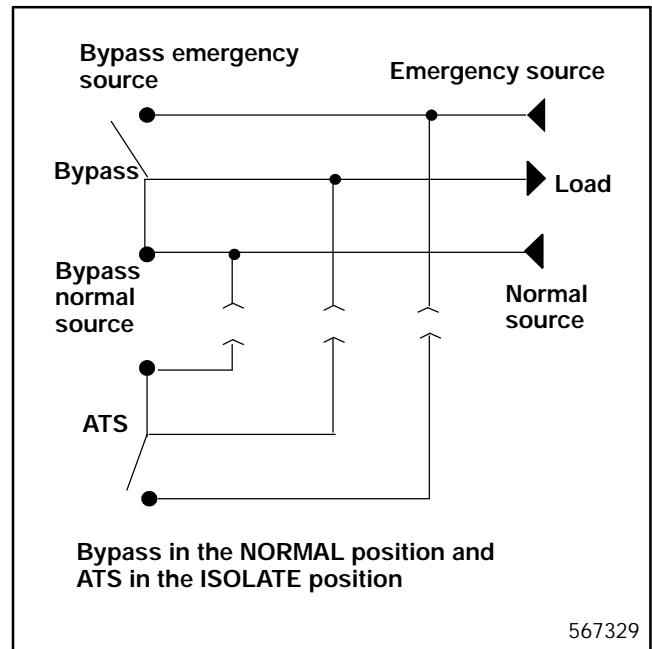 Bypass emergency
source
Emergency source
Bypass
Load
Bypass
normal
source
Normal
source
ATS
Bypass in the NORMAL position and
ATS in the ISOLATE position
567329